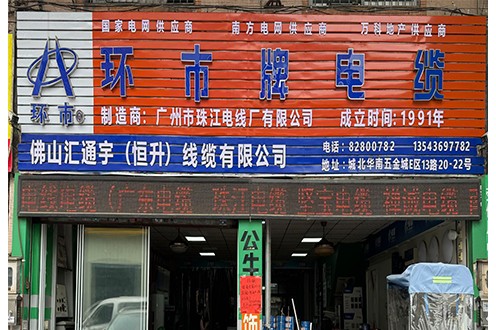 国家电网供应商 南方电网供应商 万科地产供应商
环市牌电缆
环市®
制造商：广州市珠江电线厂有限公司 成立时间：1991年
佛山汇通宇（恒升）线缆有限公司
电话：82800782 13543697782
地址：城北华南五金城E区13路20-22号
电线电缆（广东电缆 珠江电缆 坚宝电缆
公牛